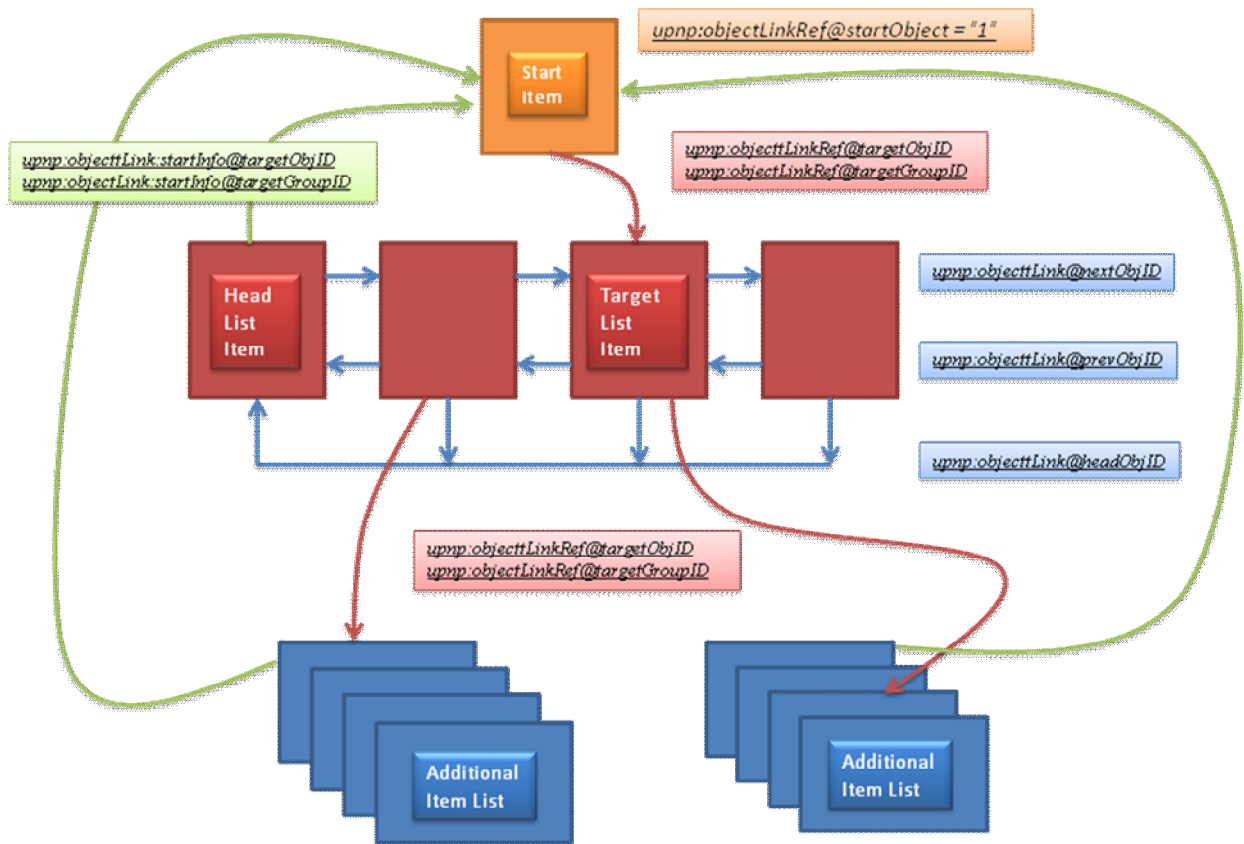 upnp:objectLinkRef@startObject = "1"
Start
Item
upnp:objecttLink:startInfo@targetObjID
upnp:objectLink:startInfo@targetGroupID
upnp:objecttLinkRef@targetObjID
upnp:objectLinkRef@targetGroupID
Head
List
Item
Target
List
Item
upnp:objecttLink@nextObjID
upnp:objecttLink@prevObjID
upnp:objecttLink@headObjID
upnp:objecttLinkRef@targetObjID
upnp:objectLinkRef@targetGroupID
Additional
Item List
Additional
Item List